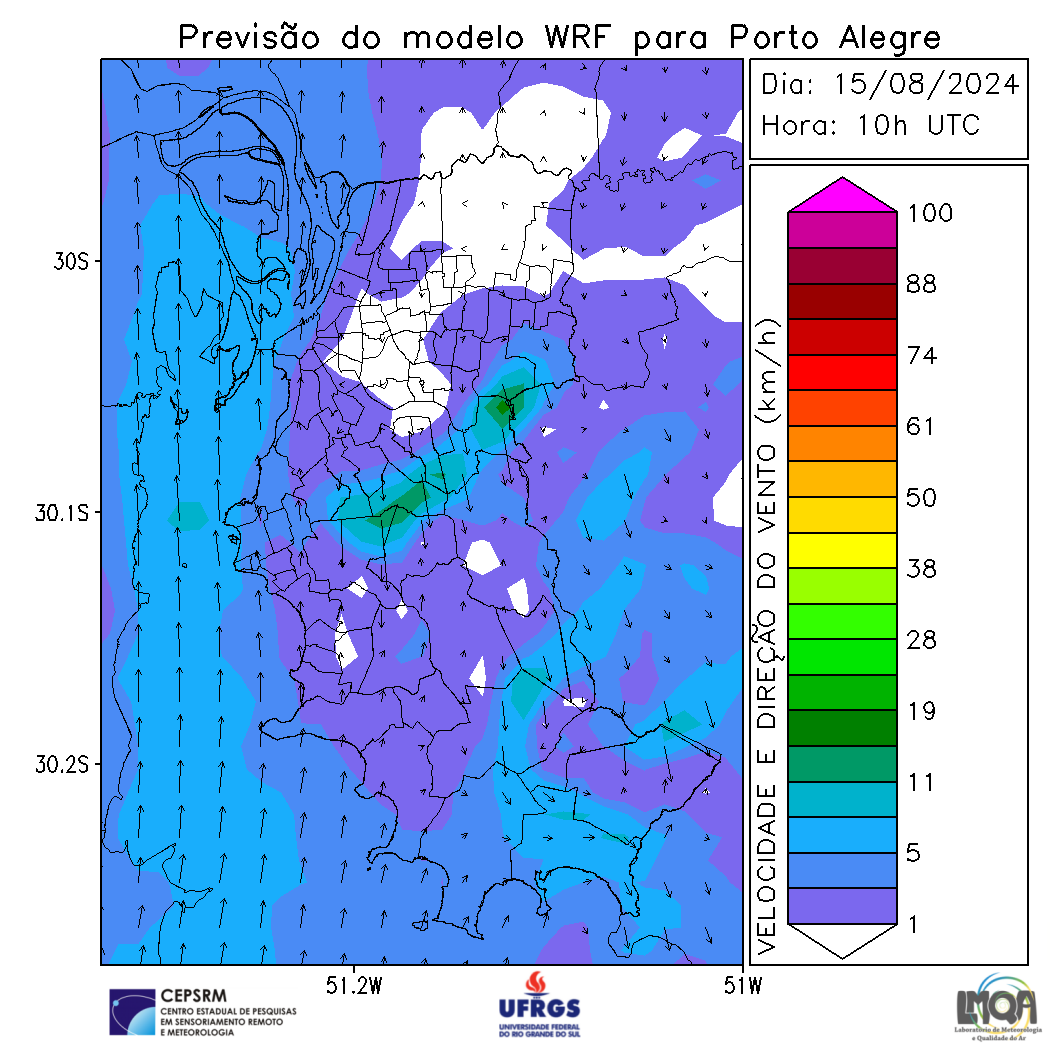 Previsão do modelo WRF para Porto Alegre
Dia: 15/08/2024
Hora: 10h UTC
30S
30.1S
30.2S
51.2W
51W
VELOCIDADE E DIREÇÃO DO VENTO (km/h)
100
88
74
61
50
38
28
19
11
5
1
CEPSRM
CENTRO ESTADUAL DE PESQUISAS
EM SENSORIAMENTO REMOTO
E METEOROLOGIA
UFRGS
UNIVERSIDADE FEDERAL
DO RIO GRANDE DO SUL
LMQA
Laboratório de Meteorologia
e Qualidade do Ar